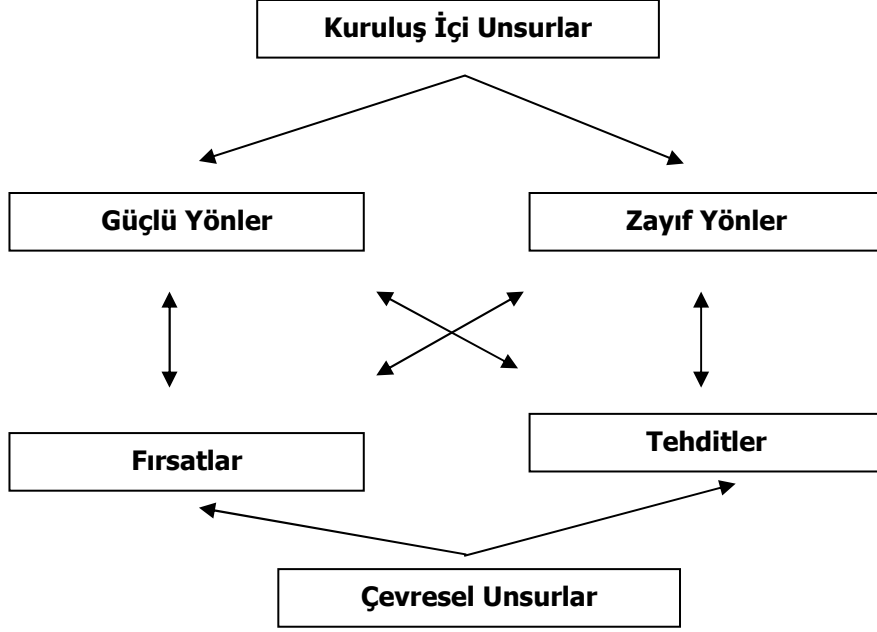 Kuruluş İçi Unsurlar
Güçlü Yönler
Zayıf Yönler
Fırsatlar
Tehditler
Çevresel Unsurlar